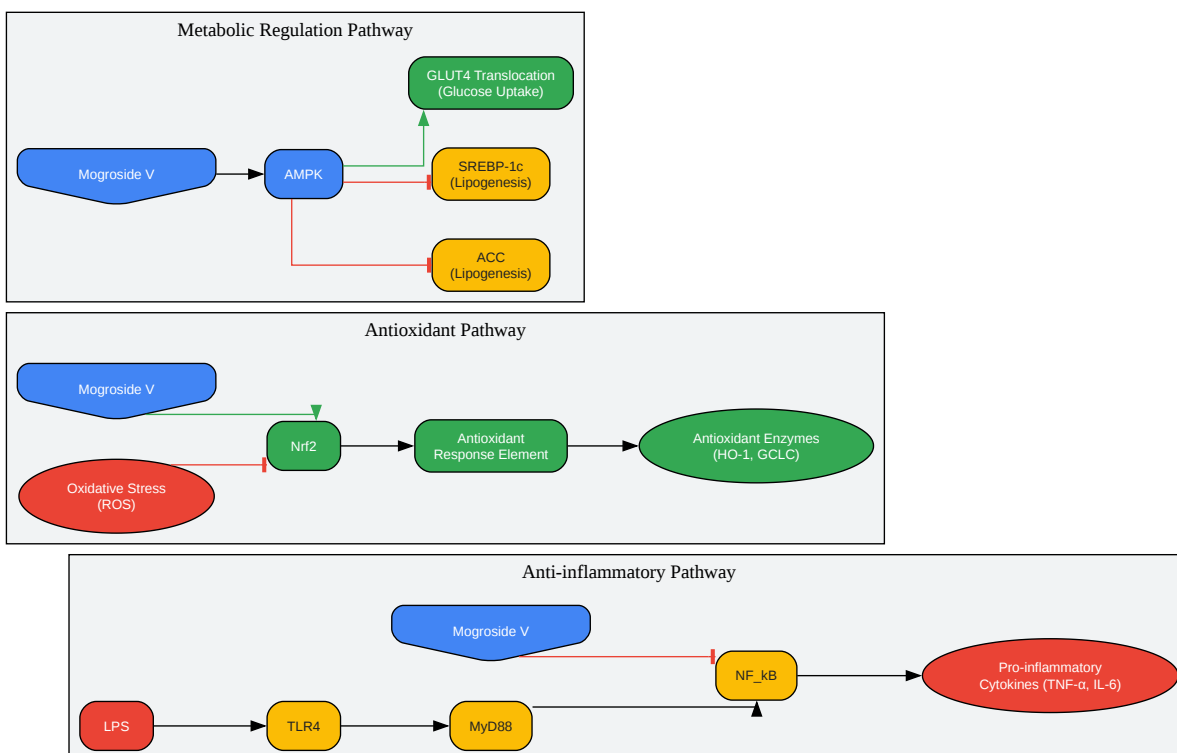 Metabolic Regulation Pathway
GLUT4 Translocation
(Glucose Uptake)
Mogroside V
AMPK
SREBP-1c
(Lipogenesis)
ACC
(Lipogenesis)
Antioxidant Pathway
Mogroside V
Nrf2
Antioxidant
Response Element
Antioxidant Enzymes
(HO-1, GCLC)
Oxidative Stress
(ROS)
Anti-inflammatory Pathway
Mogroside V
NF_kB
Pro-inflammatory
Cytokines (TNF-α, IL-6)
LPS
TLR4
MyD88